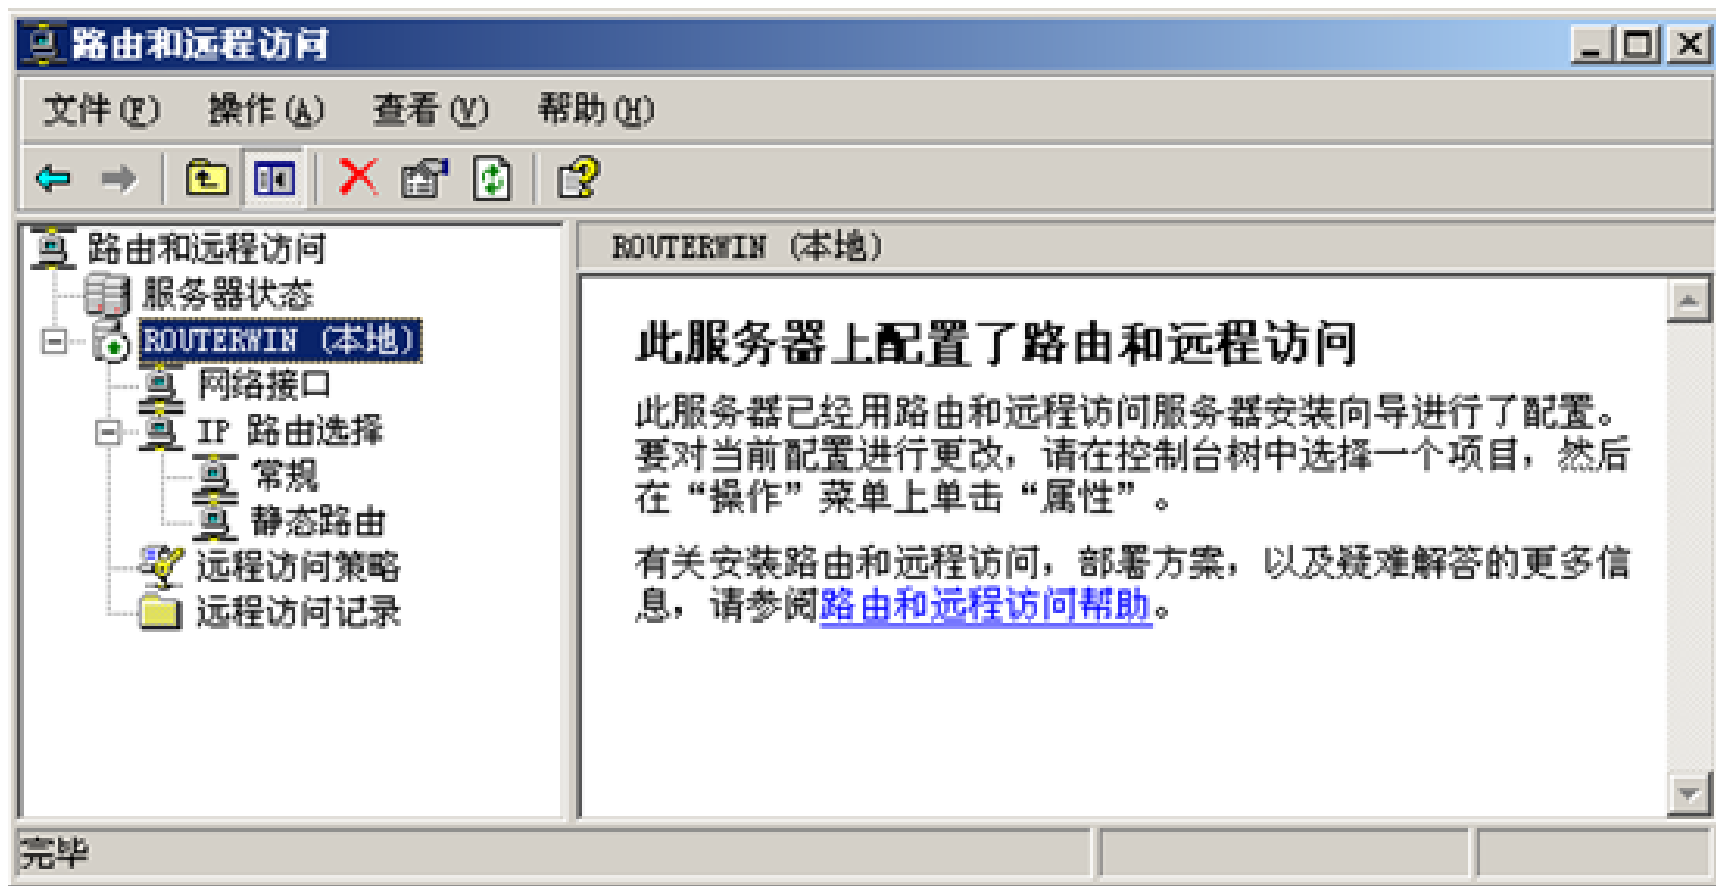 路由和远程访问
文件(F) 操作(A) 查看(V) 帮助(H)
路由和远程访问
服务器状态
ROUTERWIN (本地)
网络接口
IP 路由选择
常规
静态路由
远程访问策略
远程访问记录
ROUTERWIN (本地)
此服务器上配置了路由和远程访问
此服务器已经用路由和远程访问服务器安装向导进行了配置。
要对当前配置进行更改，请在控制台树中选择一个项目，然后
在“操作”菜单上单击“属性”。
有关安装路由和远程访问，部署方案，以及疑难解答的更多信
息，请参阅路由和远程访问帮助。
完毕